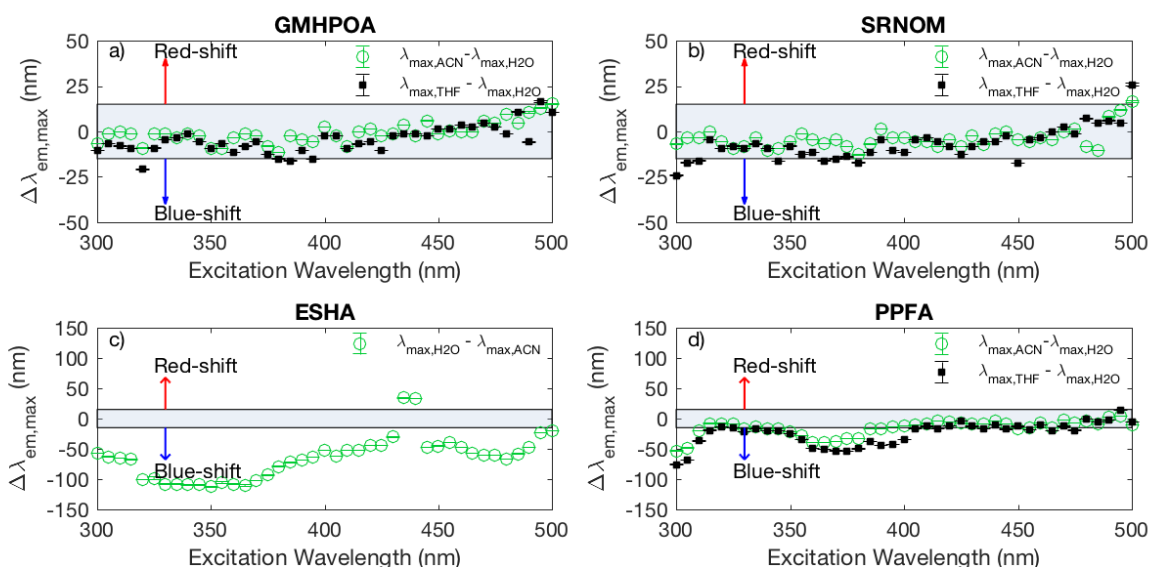 GMHPOA
a)
Red-shift
λmax,ACN-λmax,H2O
λmax,THF - λmax,H2O
Blue-shift
Δ λem,max (nm)
50
25
0
-25
-50
300 350 400 450 500
Excitation Wavelength (nm)
SRNOM
b)
Red-shift
λmax,ACN-λmax,H2O
λmax,THF - λmax,H2O
Blue-shift
Δ λem,max (nm)
50
25
0
-25
-50
300 350 400 450 500
Excitation Wavelength (nm)
ESHA
c)
Red-shift
λmax,H2O - λmax,ACN
Blue-shift
Δ λem,max (nm)
150
100
50
0
-50
-100
-150
300 350 400 450 500
Excitation Wavelength (nm)
PPFA
d)
Red-shift
λmax,ACN-λmax,H2O
λmax,THF - λmax,H2O
Blue-shift
Δ λem,max (nm)
150
100
50
0
-50
-100
-150
300 350 400 450 500
Excitation Wavelength (nm)